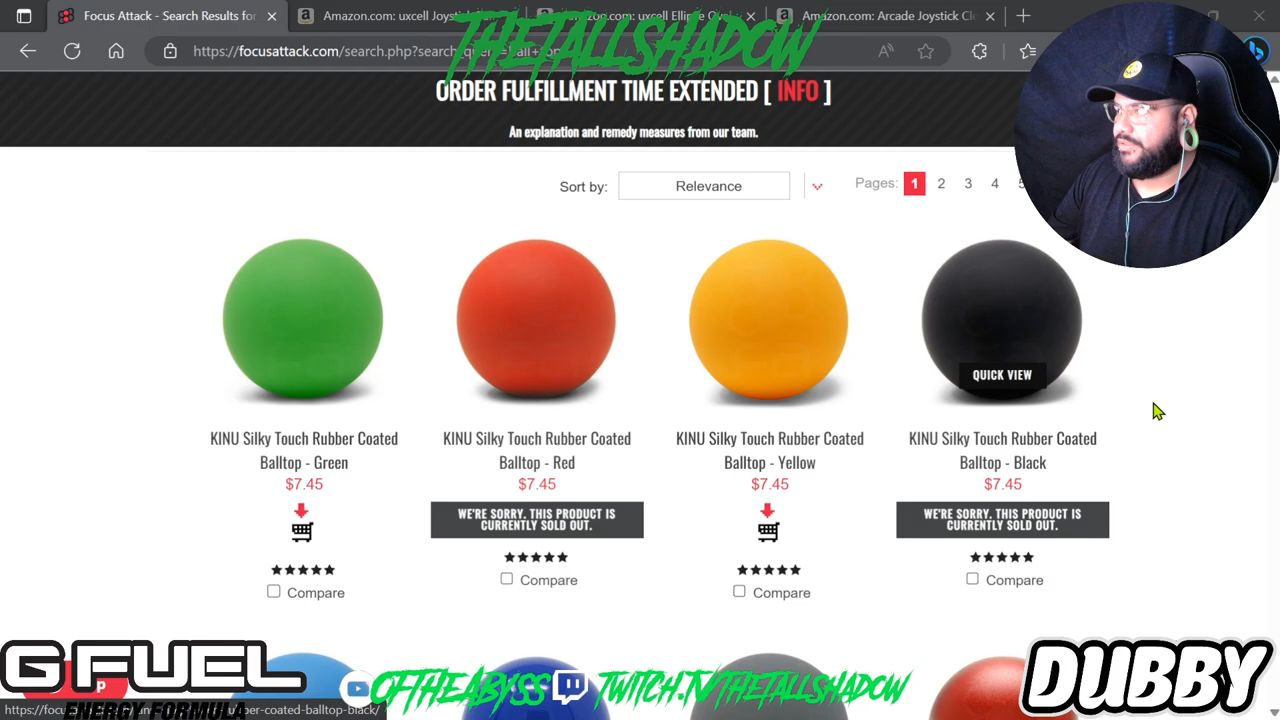 Focus Attack - Search Results for
Amazon.com: uxcell Joystick
Amazon.com: uxcell Ellip
Amazon.com: Arcade Joystick Cl
https://focusattack.com/search.php?search
THETALLSHADOW
ORDER FULFILLMENT TIME EXTENDED [ INFO ]
An explanation and remedy measures from our team.
Sort by:
Relevance
Pages:
1
2
3
4
5
QUICK VIEW
KINU Silky Touch Rubber Coated
Balltop - Green
$7.45
KINU Silky Touch Rubber Coated
Balltop - Red
$7.45
WE'RE SORRY. THIS PRODUCT IS
CURRENTLY SOLD OUT.
KINU Silky Touch Rubber Coated
Balltop - Yellow
$7.45
KINU Silky Touch Rubber Coated
Balltop - Black
$7.45
WE'RE SORRY. THIS PRODUCT IS
CURRENTLY SOLD OUT.
Compare
Compare
Compare
Compare
G FUEL
ENERGY FORMULA
OFTHEABYSS
TWITCH.TV/THETALLSHADOW
DUBBY
https://focu
ber-coated-balltop-black/